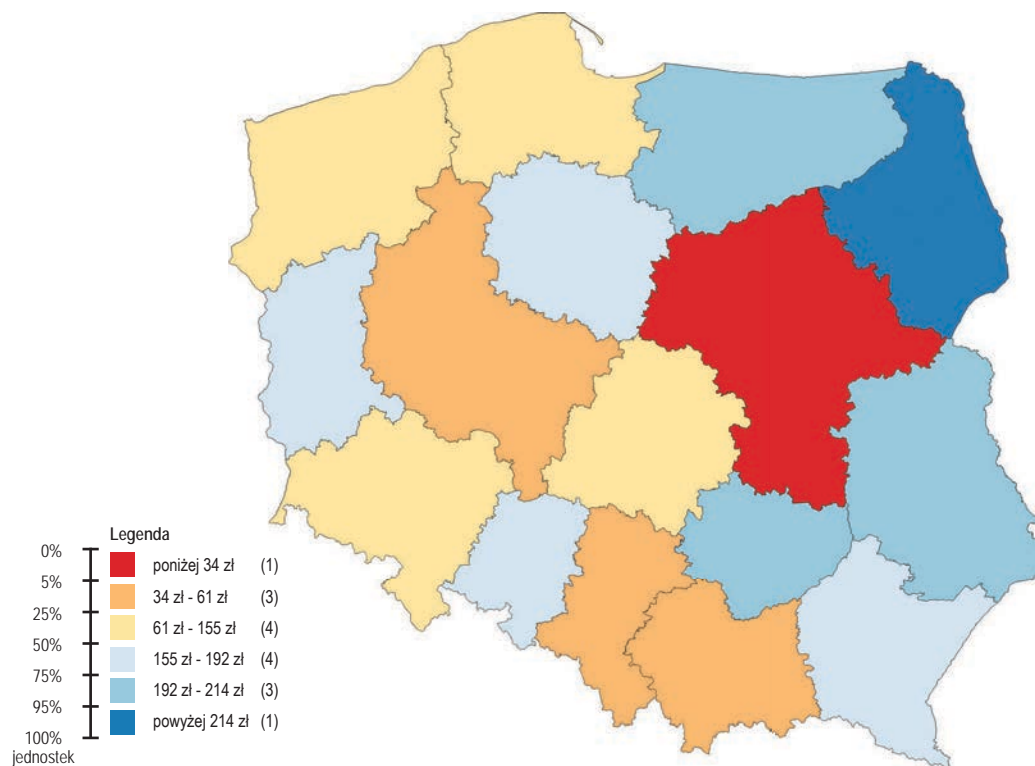 Legenda
0%
poniżej 34 zł (1)
5%
34 zł - 61 zł (3)
25%
61 zł - 155 zł (4)
50%
155 zł - 192 zł (4)
75%
192 zł - 214 zł (3)
95%
powyżej 214 zł (1)
100%
jednostek